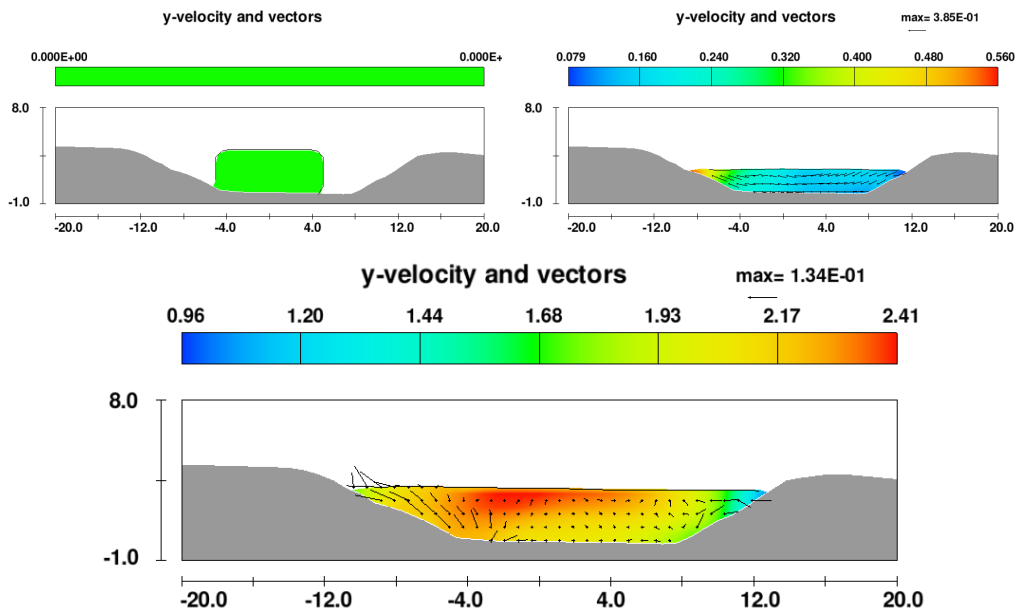 y-velocity and vectors
0.000E+00 0.000E+
8.0
-1.0
-20.0 -12.0 -4.0 4.0 12.0 20.0
y-velocity and vectors max= 3.85E-01
0.079 0.160 0.240 0.320 0.400 0.480 0.560
8.0
-1.0
-20.0 -12.0 -4.0 4.0 12.0 20.0
y-velocity and vectors max= 1.34E-01
0.96 1.20 1.44 1.68 1.93 2.17 2.41
8.0
-1.0
-20.0 -12.0 -4.0 4.0 12.0 20.0